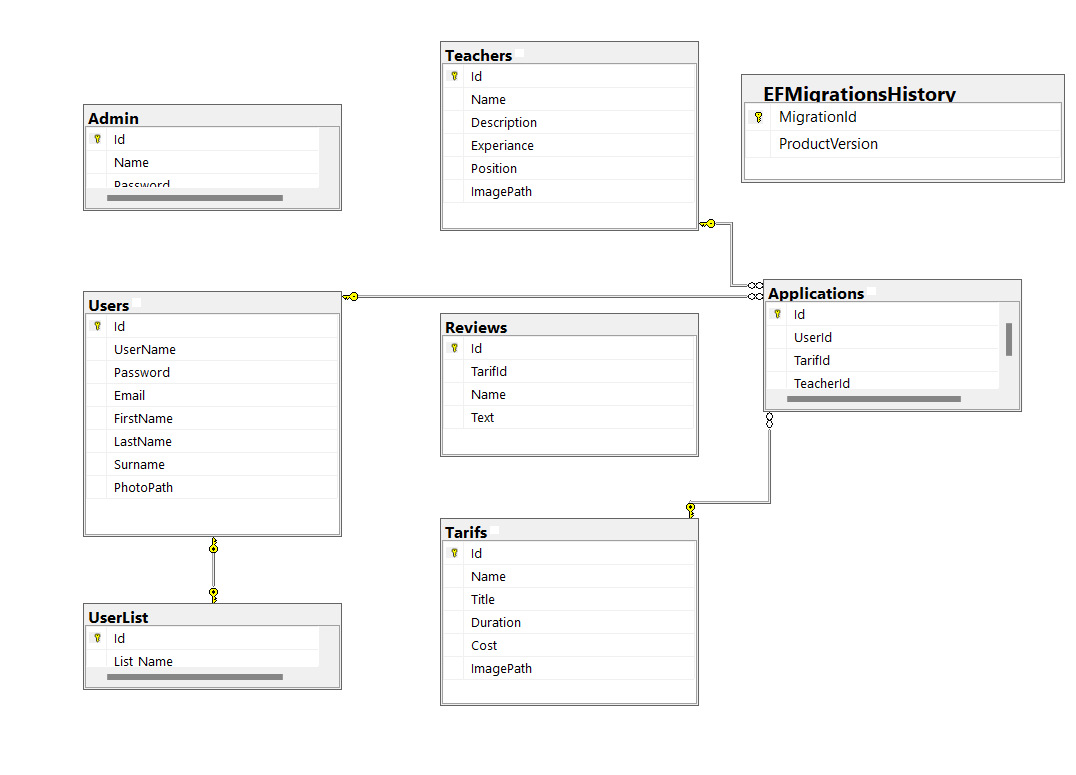 Teachers
Id
Name
Description
Experiance
Position
ImagePath
EFMigrationsHistory
MigrationId
ProductVersion
Admin
Id
Name
Password
Users
Id
UserName
Password
Email
FirstName
LastName
Surname
PhotoPath
Reviews
Id
TarifId
Name
Text
Applications
Id
UserId
TarifId
TeacherId
Tarifs
Id
Name
Title
Duration
Cost
ImagePath
UserList
Id
List Name